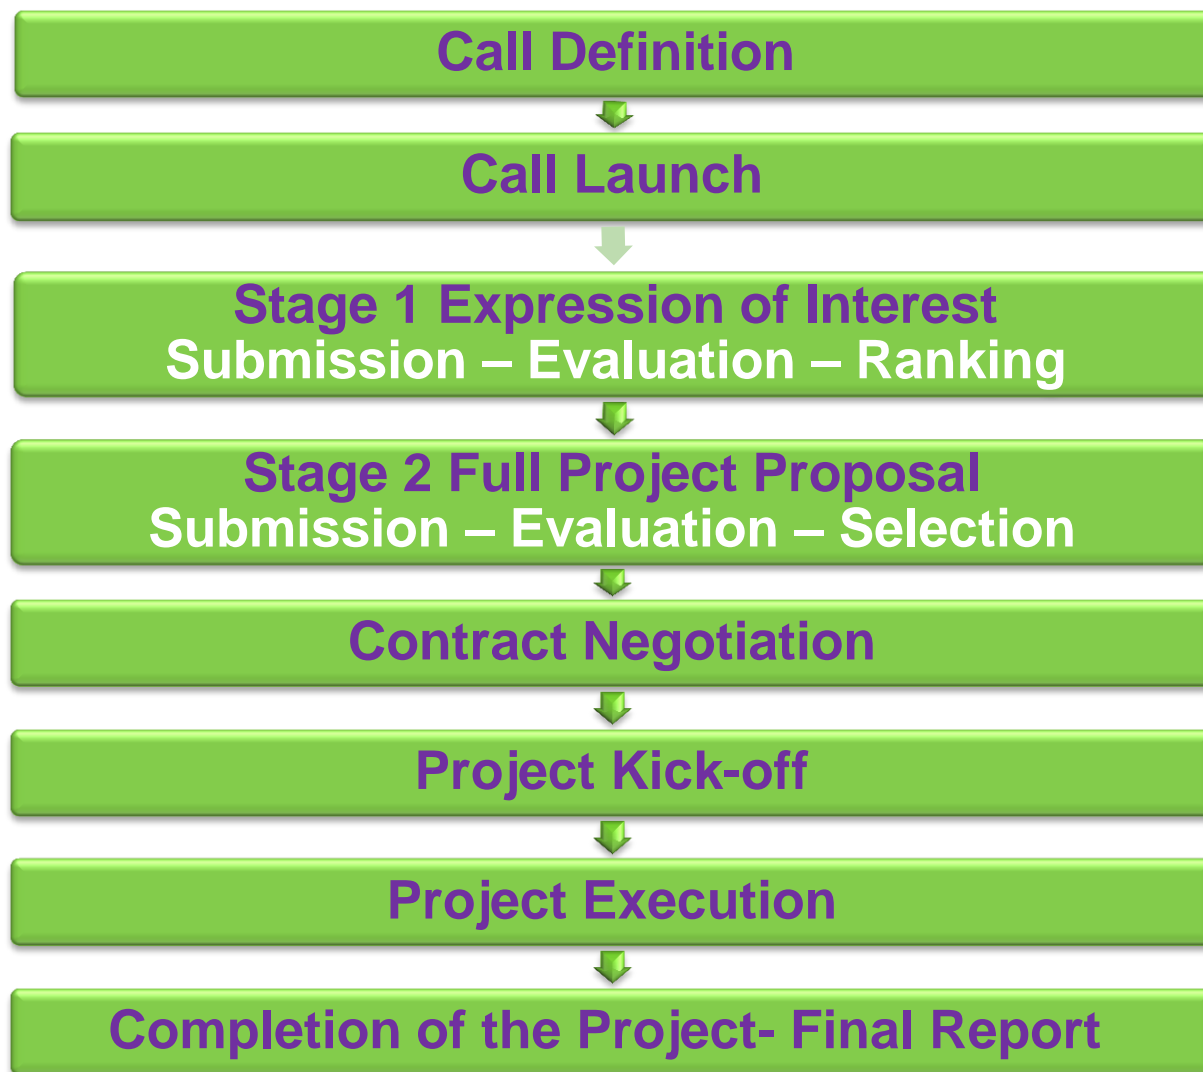 Call Definition
Call Launch
Stage 1 Expression of Interest
Submission – Evaluation – Ranking
Stage 2 Full Project Proposal
Submission – Evaluation – Selection
Contract Negotiation
Project Kick-off
Project Execution
Completion of the Project- Final Report